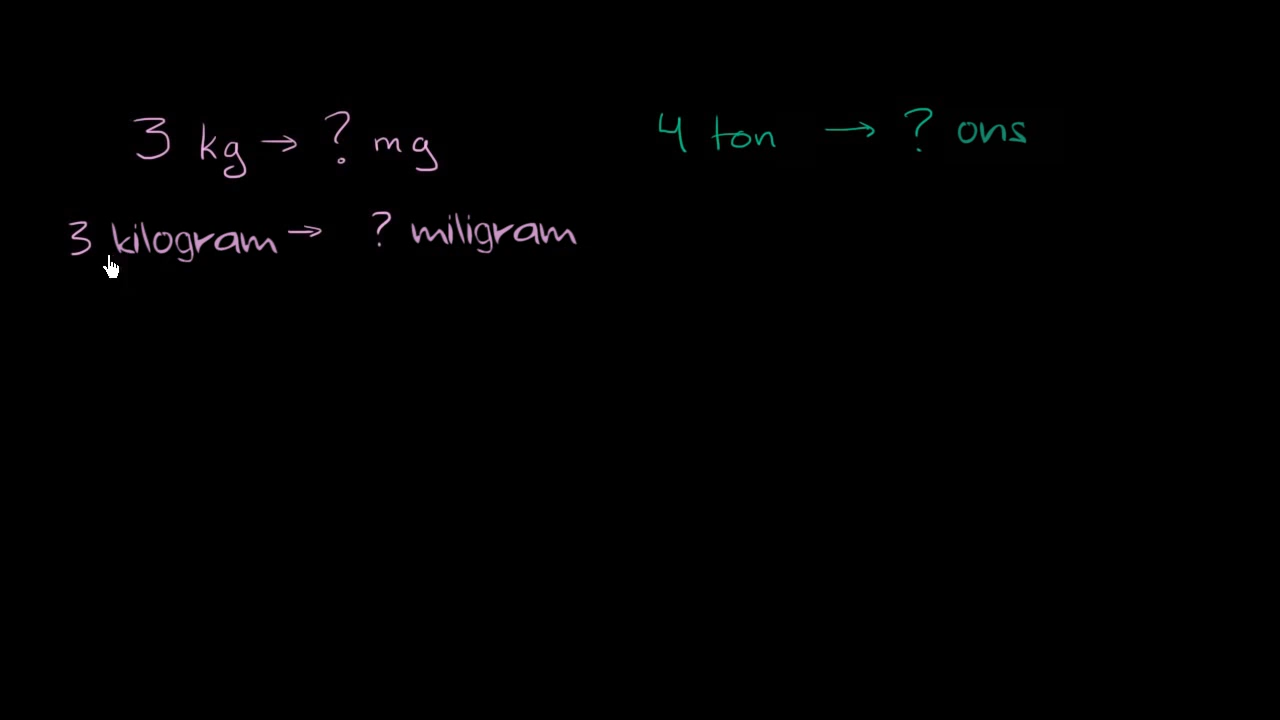 3 kg → ? mg
4 ton → ? ons
3 kilogram → ? miligram